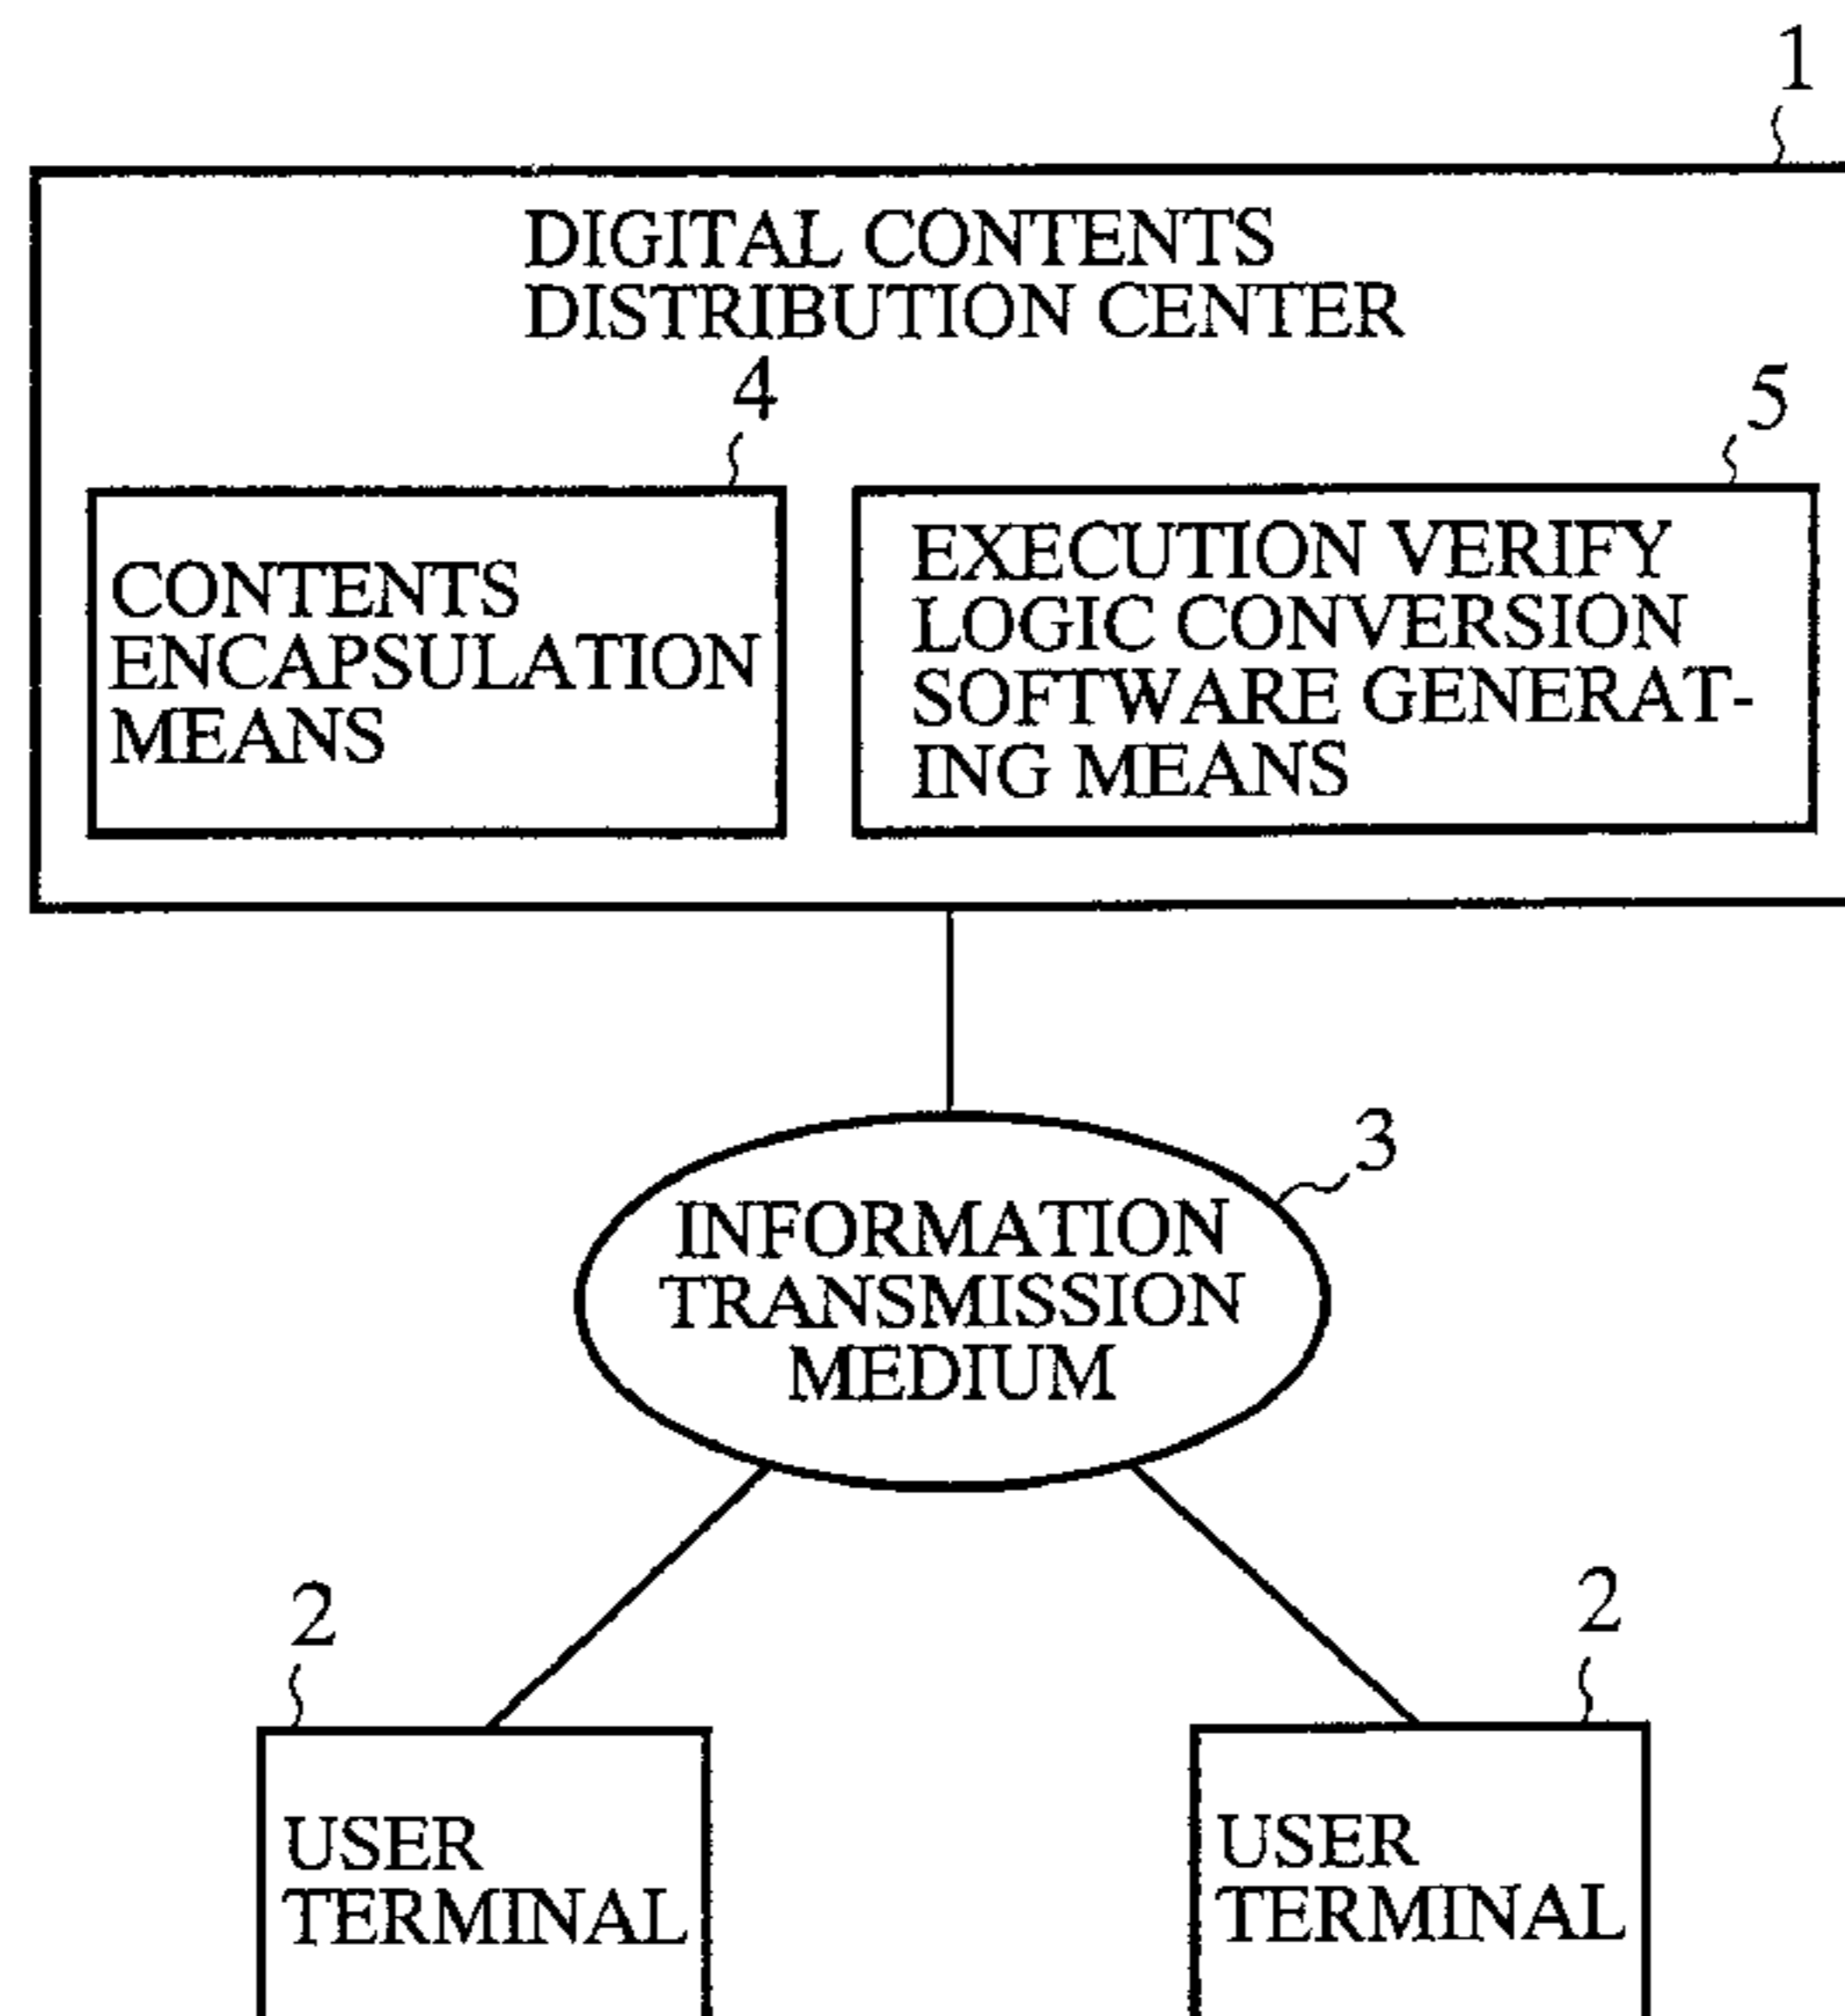 1
DIGITAL CONTENTS
DISTRIBUTION CENTER
4
5
CONTENTS
ENCAPSULATION
MEANS
EXECUTION VERIFY
LOGIC CONVERSION
SOFTWARE GENERAT-
ING MEANS
3
INFORMATION
TRANSMISSION
MEDIUM
2
2
USER
TERMINAL
USER
TERMINAL